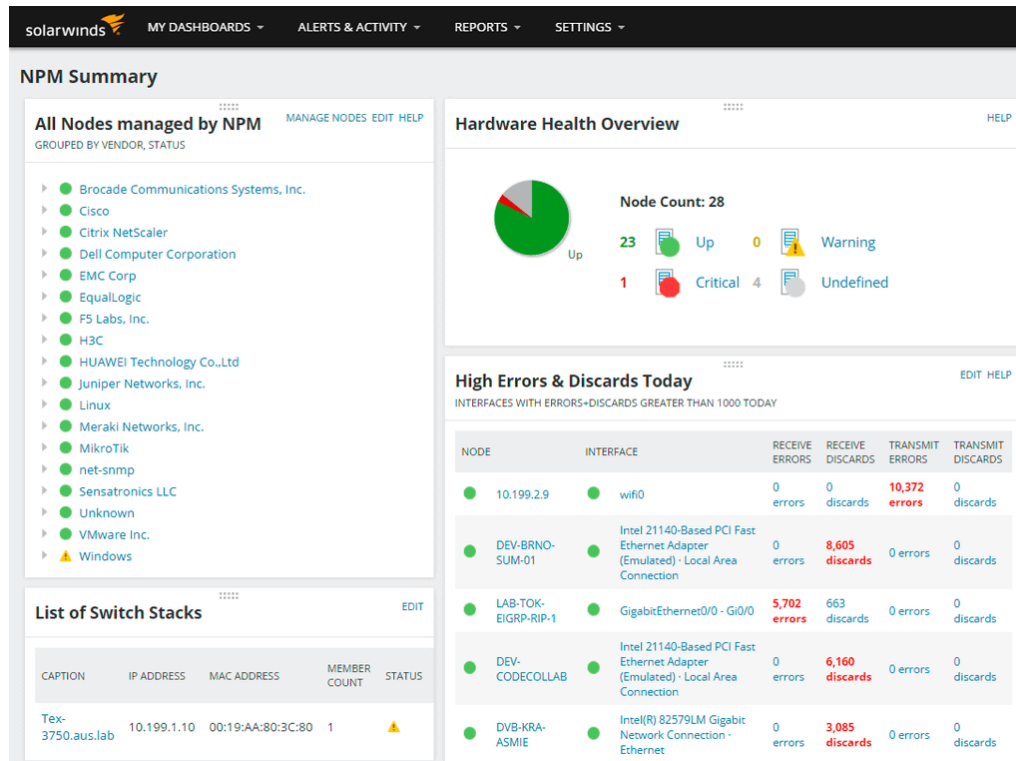 solarwinds MY DASHBOARDS ALERTS & ACTIVITY REPORTS SETTINGS
NPM Summary
All Nodes managed by NPM MANAGE NODES EDIT HELP
GROUPED BY VENDOR, STATUS
Brocade Communications Systems, Inc.
Cisco
Citrix NetScaler
Dell Computer Corporation
EMC Corp
EqualLogic
F5 Labs, Inc.
H3C
HUAWEI Technology Co.,Ltd
Juniper Networks, Inc.
Linux
Meraki Networks, Inc.
MikroTik
net-snmp
Sensatronics LLC
Unknown
VMware Inc.
Windows
List of Switch Stacks EDIT
CAPTION IP ADDRESS MAC ADDRESS MEMBER COUNT STATUS
Tex-
3750.aus.lab 10.199.1.10 00:19:AA:80:3C:80 1
Hardware Health Overview HELP
Up
Node Count: 28
23 Up 0 Warning
1 Critical 4 Undefined
High Errors & Discards Today EDIT HELP
INTERFACES WITH ERRORS+DISCARDS GREATER THAN 1000 TODAY
NODE INTERFACE RECEIVE ERRORS RECEIVE DISCARDS TRANSMIT ERRORS TRANSMIT DISCARDS
10.199.2.9 wifi0 0 errors 0 discards 10,372 errors 0 discards
DEV-BRNO-SUM-01 Intel 21140-Based PCI Fast Ethernet Adapter (Emulated) · Local Area Connection 0 errors 8,605 discards 0 errors 0 discards
LAB-TOK-EIGRP-RIP-1 GigabitEthernet0/0 - Gi0/0 5,702 errors 663 discards 0 errors 0 discards
DEV-CODECOLLAB Intel 21140-Based PCI Fast Ethernet Adapter (Emulated) · Local Area Connection 0 errors 6,160 discards 0 errors 0 discards
DVB-KRA-ASMIE Intel(R) 82579LM Gigabit Network Connection · Ethernet 0 errors 3,085 discards 0 errors 0 discards